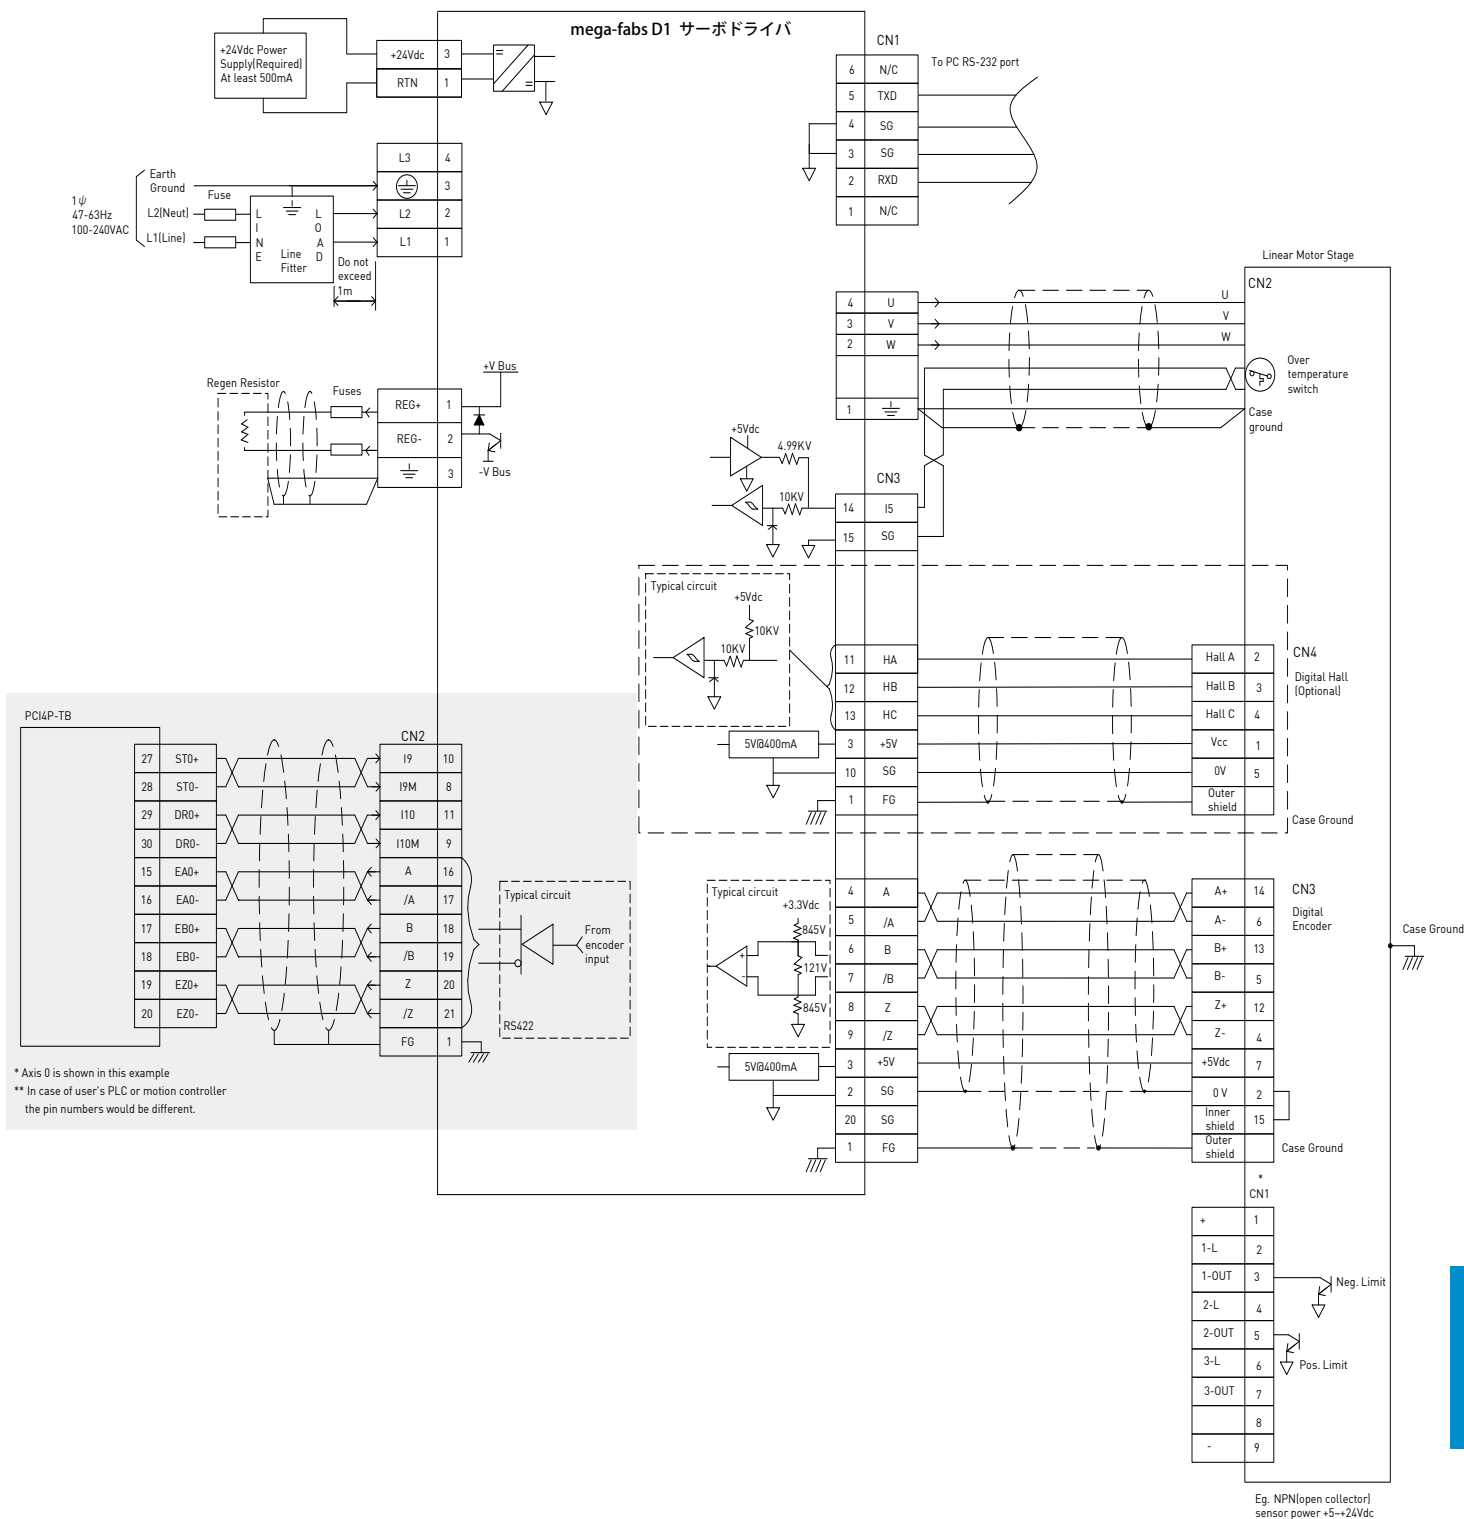 mega-fabs D1 サーボドライバ
+24Vdc Power
Supply(Required)
At least 500mA
+24Vdc 3
RTN 1
L3 4
3
L2 2
L1 1
Earth
Ground
Fuse
1ψ
47-63Hz
100-240VAC
L2(Neut)
L1(Line)
LINE
LOAD
Line
Fitter
Do not
exceed
1m
Regen Resistor
Fuses
REG+ 1
REG- 2
3
+V Bus
-V Bus
CN1
To PC RS-232 port
6 N/C
5 TXD
4 SG
3 SG
2 RXD
1 N/C
4 U
3 V
2 W
1
Linear Motor Stage
CN2
U
V
W
Over
temperature
switch
Case
ground
+5Vdc
4.99KV
10KV
CN3
14 I5
15 SG
Typical circuit
+5Vdc
10KV
10KV
11 HA
12 HB
13 HC
3 +5V
10 SG
1 FG
5V@400mA
Hall A 2
Hall B 3
Hall C 4
Vcc 1
0V 5
Outer
shield
CN4
Digital Hall
(Optional)
Case Ground
PCI4P-TB
27 ST0+
28 ST0-
29 DR0+
30 DR0-
15 EA0+
16 EA0-
17 EB0+
18 EB0-
19 EZ0+
20 EZ0-
CN2
I9 10
I9M 8
I10 11
I10M 9
A 16
/A 17
B 18
/B 19
Z 20
/Z 21
FG 1
Typical circuit
From
encoder
input
RS422
* Axis 0 is shown in this example
** In case of user's PLC or motion controller
the pin numbers would be different.
Typical circuit
+3.3Vdc
845V
+
121V
-
845V
5V@400mA
4 A
5 /A
6 B
7 /B
8 Z
9 /Z
3 +5V
2 SG
20 SG
1 FG
A+ 14
A- 6
B+ 13
B- 5
Z+ 12
Z- 4
+5Vdc 7
0 V 2
Inner
shield 15
Outer
shield
CN3
Digital
Encoder
Case Ground
Case Ground
*
CN1
+ 1
1-L 2
1-OUT 3
2-L 4
2-OUT 5
3-L 6
3-OUT 7
8
- 9
Neg. Limit
Pos. Limit
Eg. NPN(open collector)
sensor power +5~+24Vdc